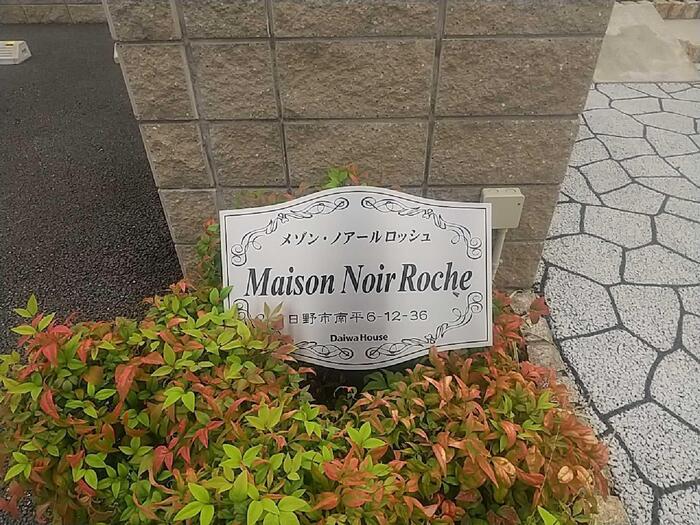 メゾン・ノアールロッシュ
Maison Noir Roche
日野市南平6-12-36
Daiwa House